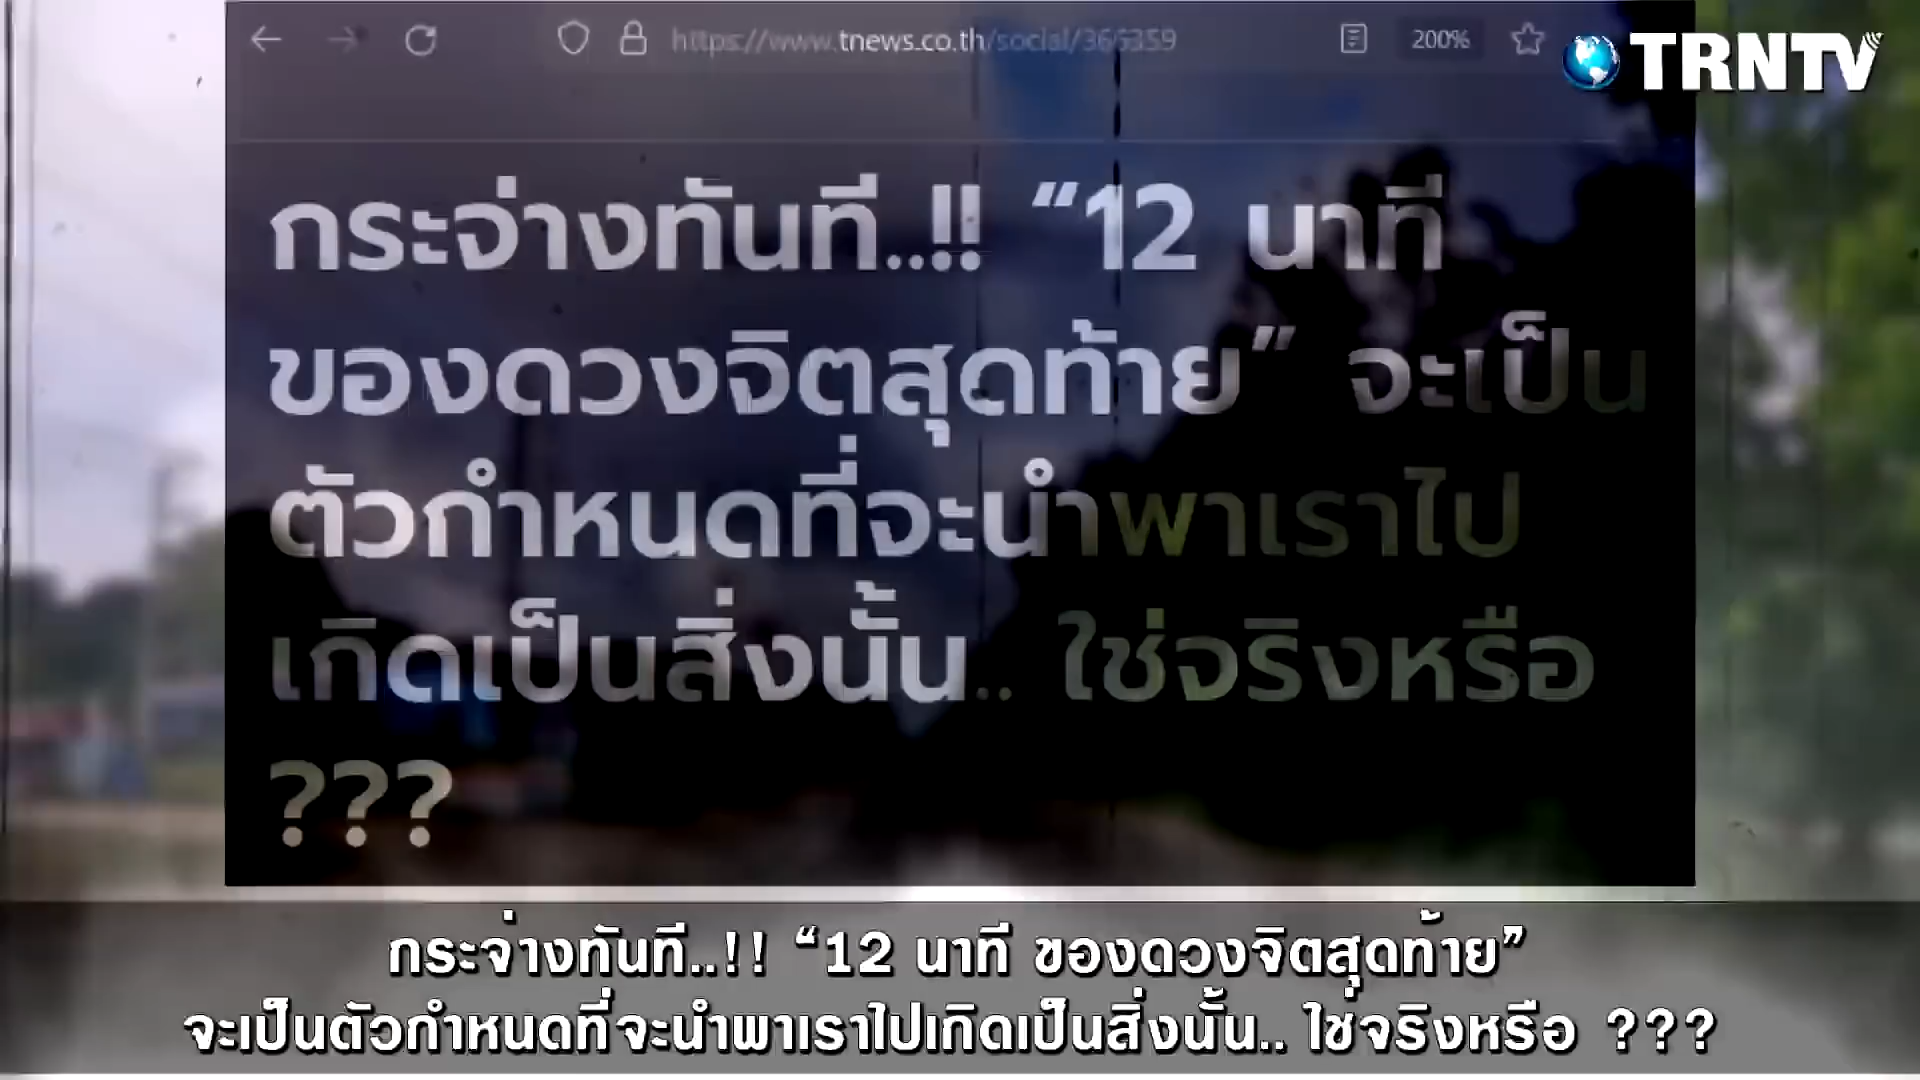 https://www.tnews.co.th/social/366359
200%
TRNTV
กระจ่างทันที..!! “12 นาที
ของดวงจิตสุดท้าย” จะเป็น
ตัวกำหนดที่จะนำพาเราไป
เกิดเป็นสิ่งนั้น.. ใช่จริงหรือ
???
กระจ่างทันที..!! “12 นาที ของดวงจิตสุดท้าย”
จะเป็นตัวกำหนดที่จะนำพาเราไปเกิดเป็นสิ่งนั้น.. ใช่จริงหรือ ???